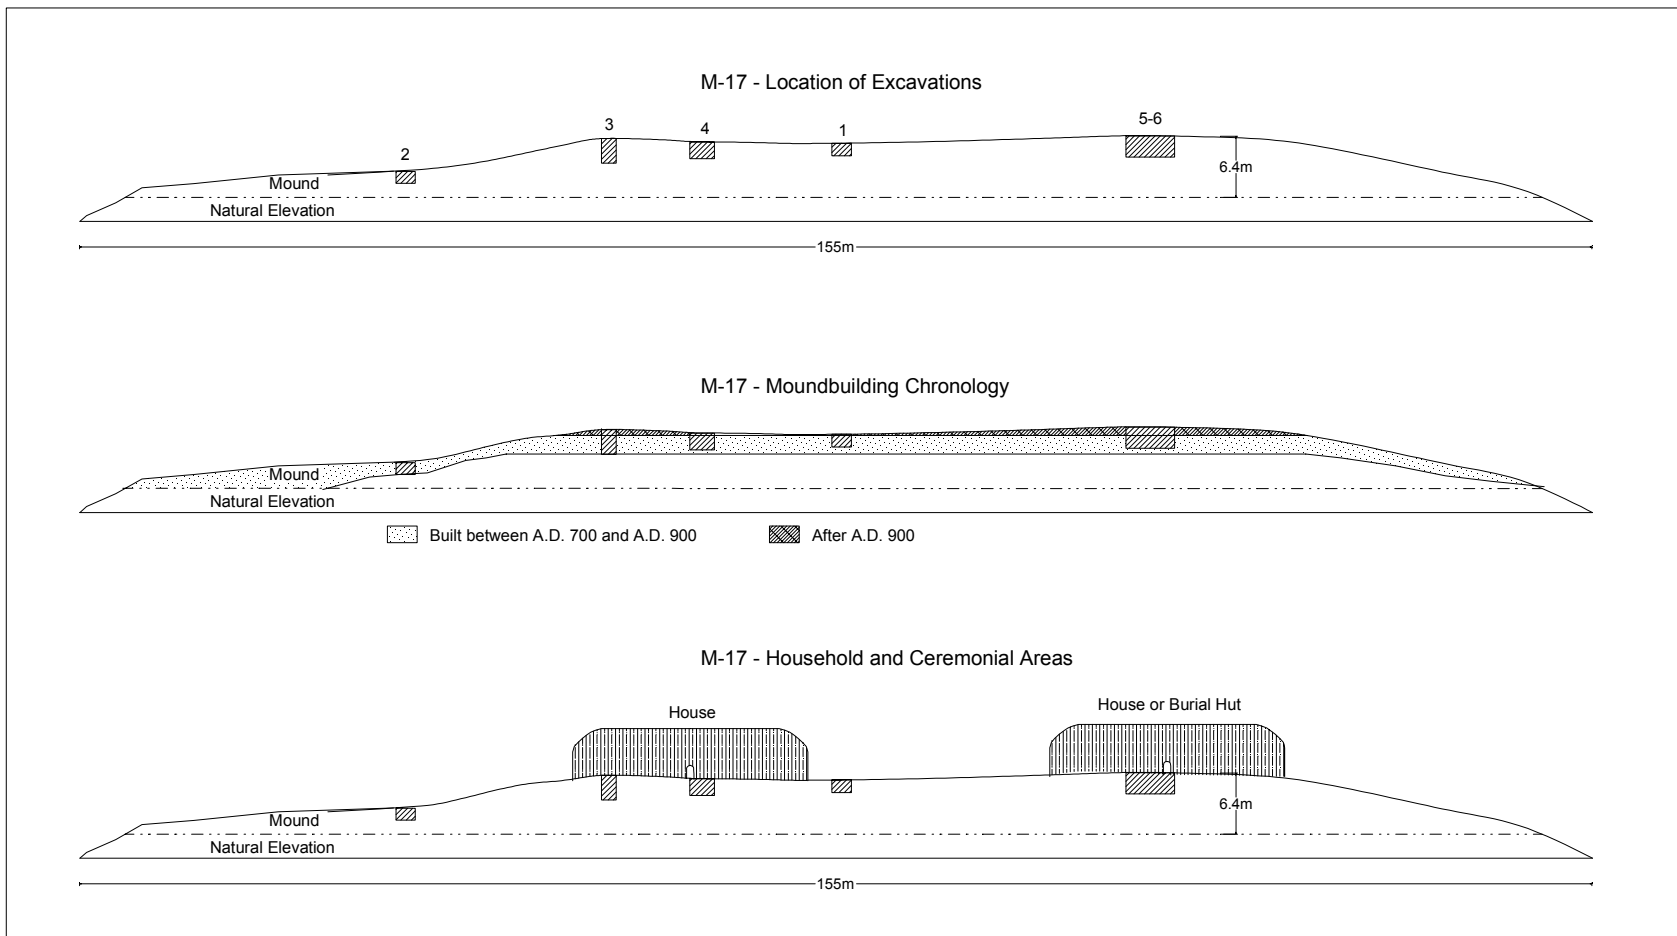 M-17 - Location of Excavations
2
3
4
1
5-6
6.4m
Mound
Natural Elevation
155m
M-17 - Moundbuilding Chronology
Mound
Natural Elevation
Built between A.D. 700 and A.D. 900
After A.D. 900
M-17 - Household and Ceremonial Areas
House
House or Burial Hut
6.4m
Mound
Natural Elevation
155m